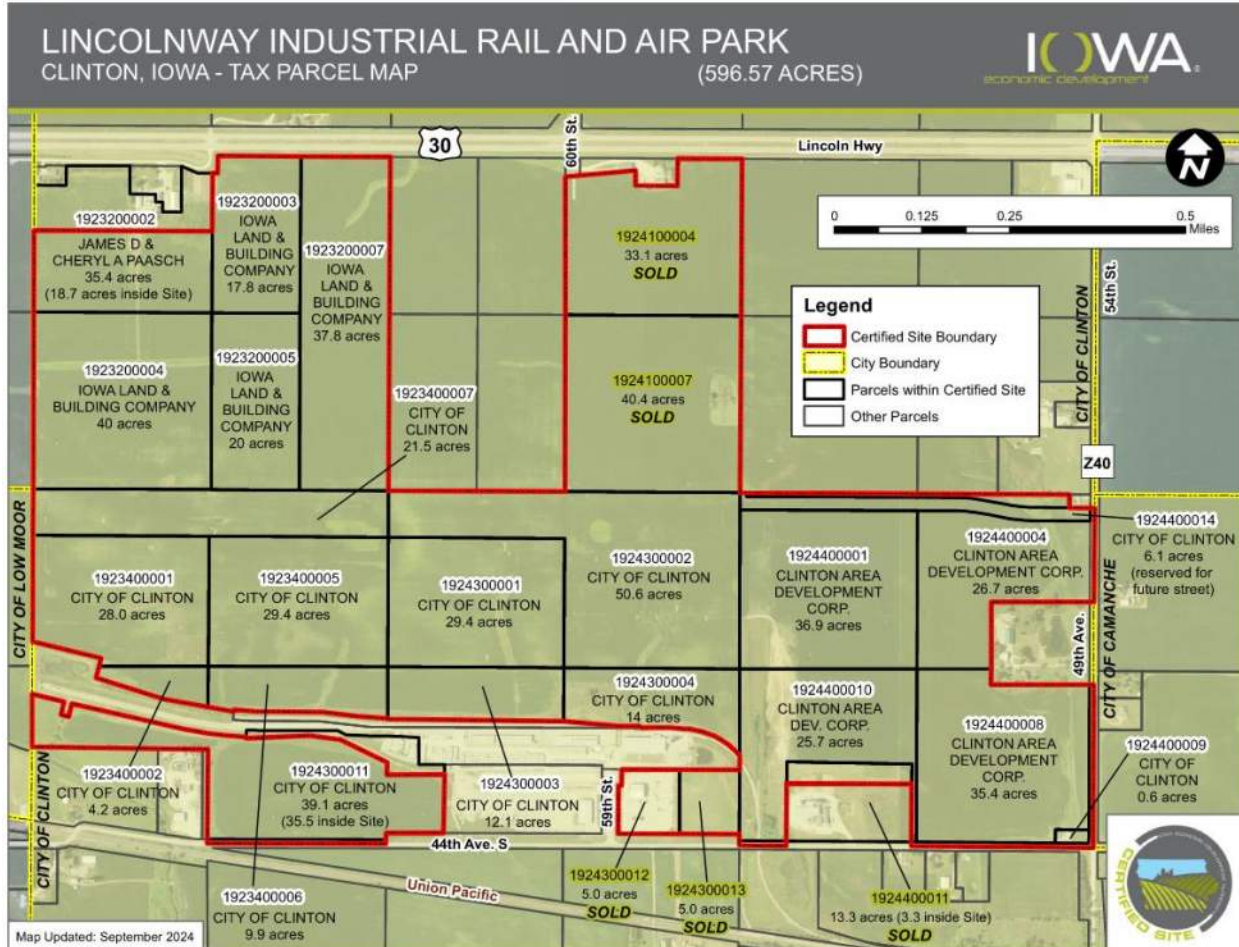 LINCOLNWAY INDUSTRIAL RAIL AND AIR PARK
CLINTON, IOWA - TAX PARCEL MAP
(596.57 ACRES)
IOWA
economic development
30
60th St.
Lincoln Hwy
N
0
0.125
0.25
0.5
Miles
1923200002
JAMES D &
CHERYL A PAASCH
35.4 acres
(18.7 acres inside Site)
1923200003
IOWA
LAND &
BUILDING
COMPANY
17.8 acres
1923200007
IOWA
LAND &
BUILDING
COMPANY
37.8 acres
1924100004
33.1 acres
SOLD
54th St.
CITY OF CLINTON
Legend
Certified Site Boundary
City Boundary
Parcels within Certified Site
Other Parcels
1923200004
IOWA LAND &
BUILDING COMPANY
40 acres
1923200005
IOWA
LAND &
BUILDING
COMPANY
20 acres
1923400007
CITY OF
CLINTON
21.5 acres
1924100007
40.4 acres
SOLD
Z40
CITY OF LOW MOOR
1923400001
CITY OF CLINTON
28.0 acres
1923400005
CITY OF CLINTON
29.4 acres
1924300001
CITY OF CLINTON
29.4 acres
1924300002
CITY OF CLINTON
50.6 acres
1924400001
CLINTON AREA
DEVELOPMENT
CORP.
36.9 acres
1924400004
CLINTON AREA
DEVELOPMENT CORP.
26.7 acres
1924400014
CITY OF CLINTON
6.1 acres
(reserved for
future street)
49th Ave.
CITY OF CAMANCHE
1924300004
CITY OF CLINTON
14 acres
1924400010
CLINTON AREA
DEV. CORP.
25.7 acres
1924400008
CLINTON AREA
DEVELOPMENT
CORP.
35.4 acres
1924400009
CITY OF
CLINTON
0.6 acres
CITY OF CLINTON
1923400002
CITY OF CLINTON
4.2 acres
1924300011
CITY OF CLINTON
39.1 acres
(35.5 inside Site)
1924300003
CITY OF CLINTON
12.1 acres
59th St.
44th Ave. S
Union Pacific
1923400006
CITY OF CLINTON
9.9 acres
1924300012
5.0 acres
SOLD
1924300013
5.0 acres
SOLD
1924400011
13.3 acres (3.3 inside Site)
SOLD
CERTIFIED SITE
Map Updated: September 2024